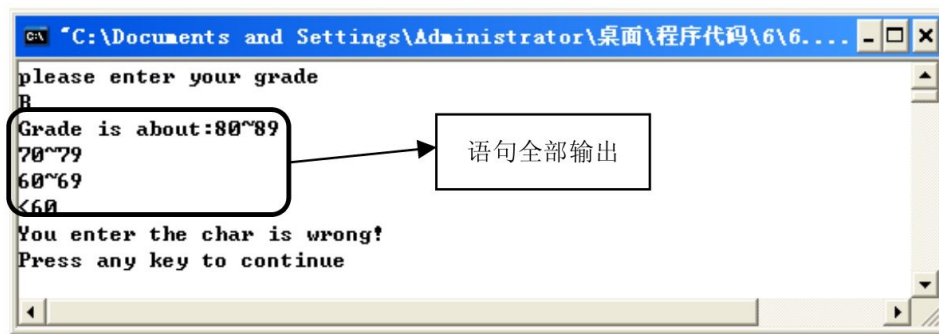 "C:\Documents and Settings\Administrator\桌面\程序代码\6\6....
please enter your grade
B
Grade is about:80~89
70~79
60~69
<60
You enter the char is wrong!
Press any key to continue
语句全部输出